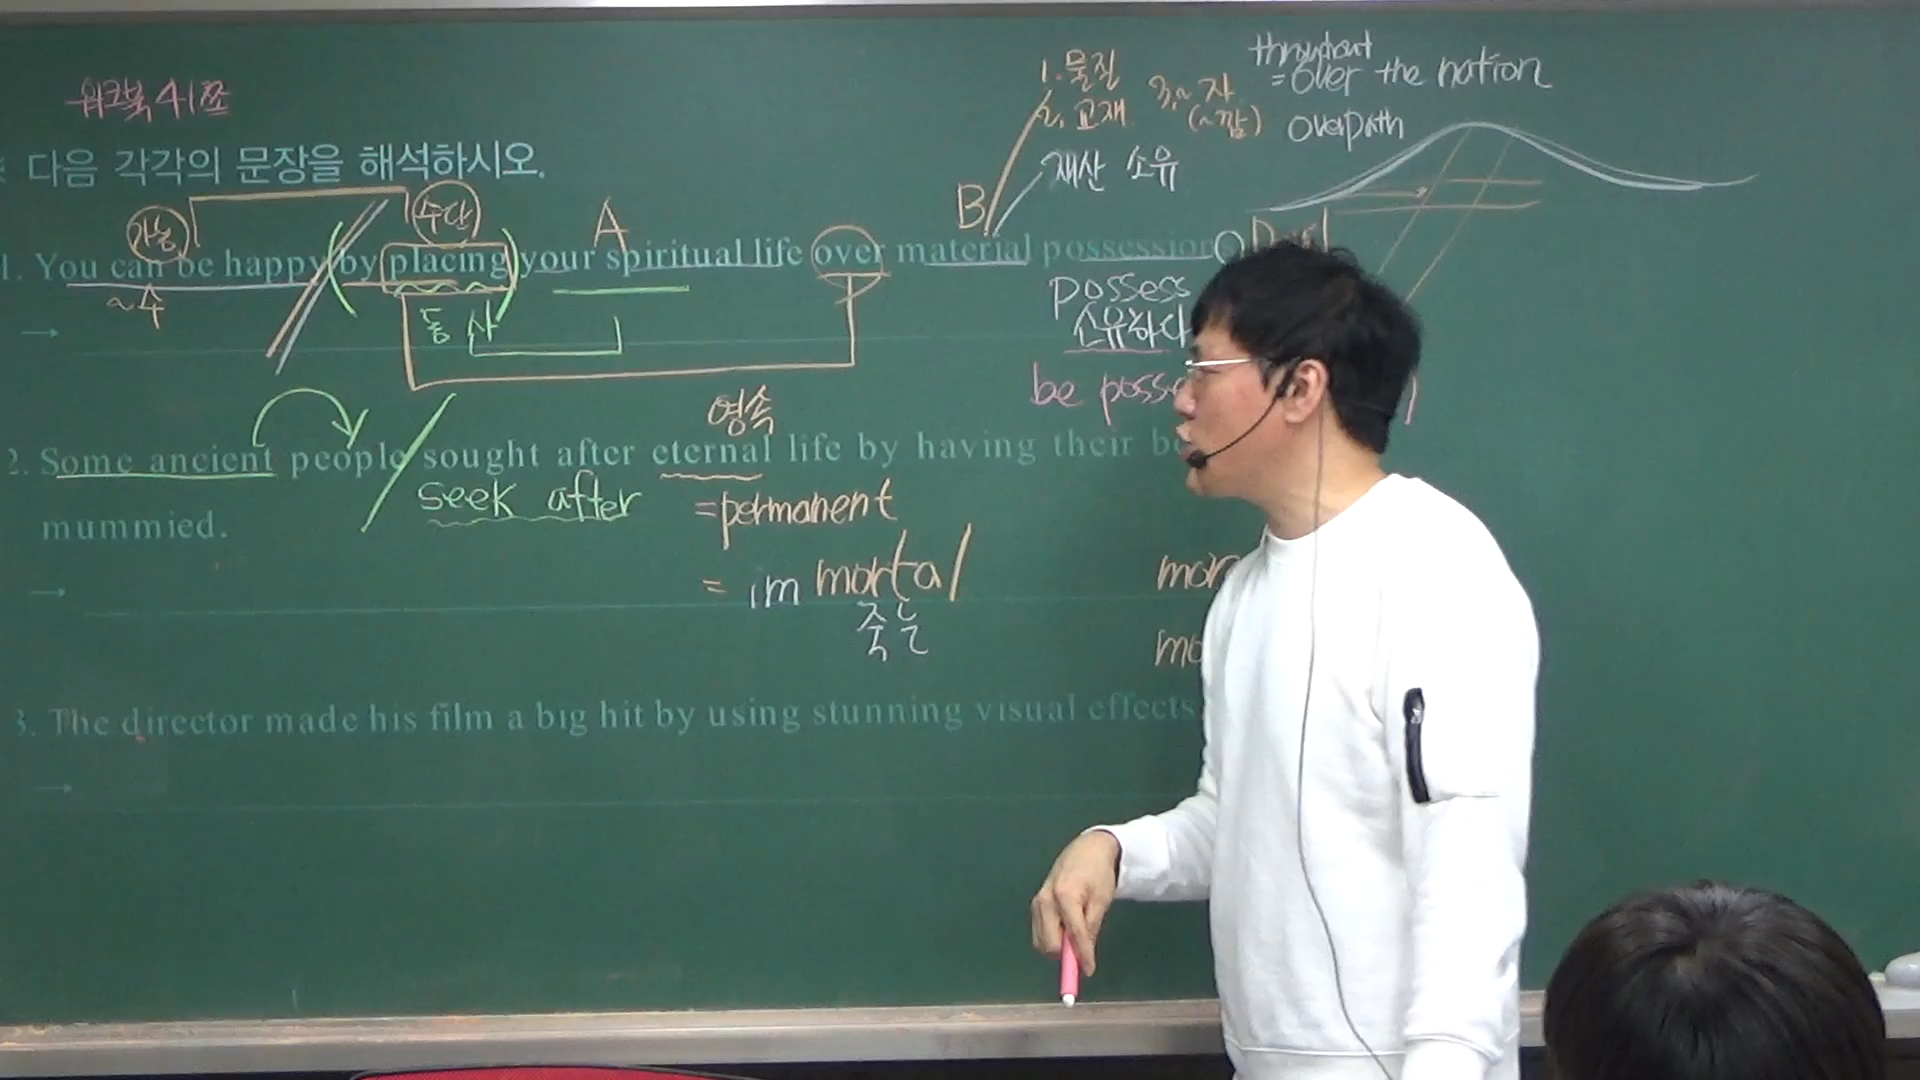 워크북 41쪽
다음 각각의 문장을 해석하시오.
1. 물질
2. 교재
3. ~자
(~깜)
재산 소유
throughout
= over the nation
overpath
가능
수단
A
B
1. You can be happy by placing your spiritual life over material possession
~수
동사
possess
소유하다
be posse
영속
2. Some ancient people sought after eternal life by having their bo
mummied.
seek after
= permanent
= immortal
죽는
mor
mo
3. The director made his film a big hit by using stunning visual effects